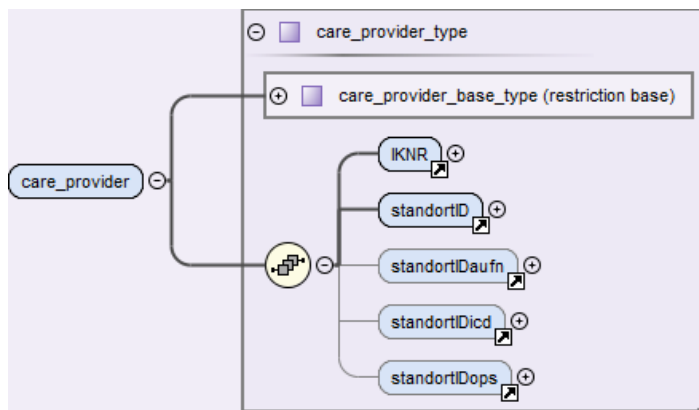 care_provider_type
care_provider_base_type (restriction base)
IKNR
care_provider
standortID
standortIDaufn
standortIDicd
standortIDops